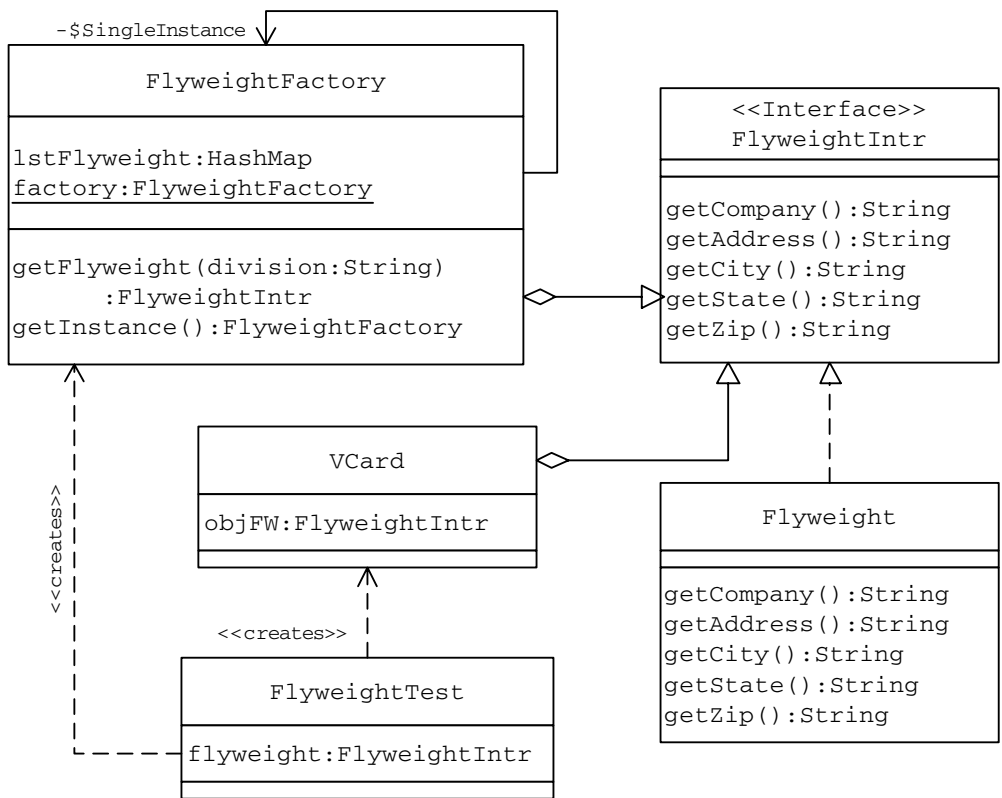 -$SingleInstance
FlyweightFactory
lstFlyweight:HashMap
factory:FlyweightFactory
getFlyweight(division:String)
:FlyweightIntr
getInstance():FlyweightFactory
<<Interface>>
FlyweightIntr
getCompany():String
getAddress():String
getCity():String
getState():String
getZip():String
VCard
objFW:FlyweightIntr
Flyweight
getCompany():String
getAddress():String
getCity():String
getState():String
getZip():String
<<creates>>
<<creates>>
FlyweightTest
flyweight:FlyweightIntr